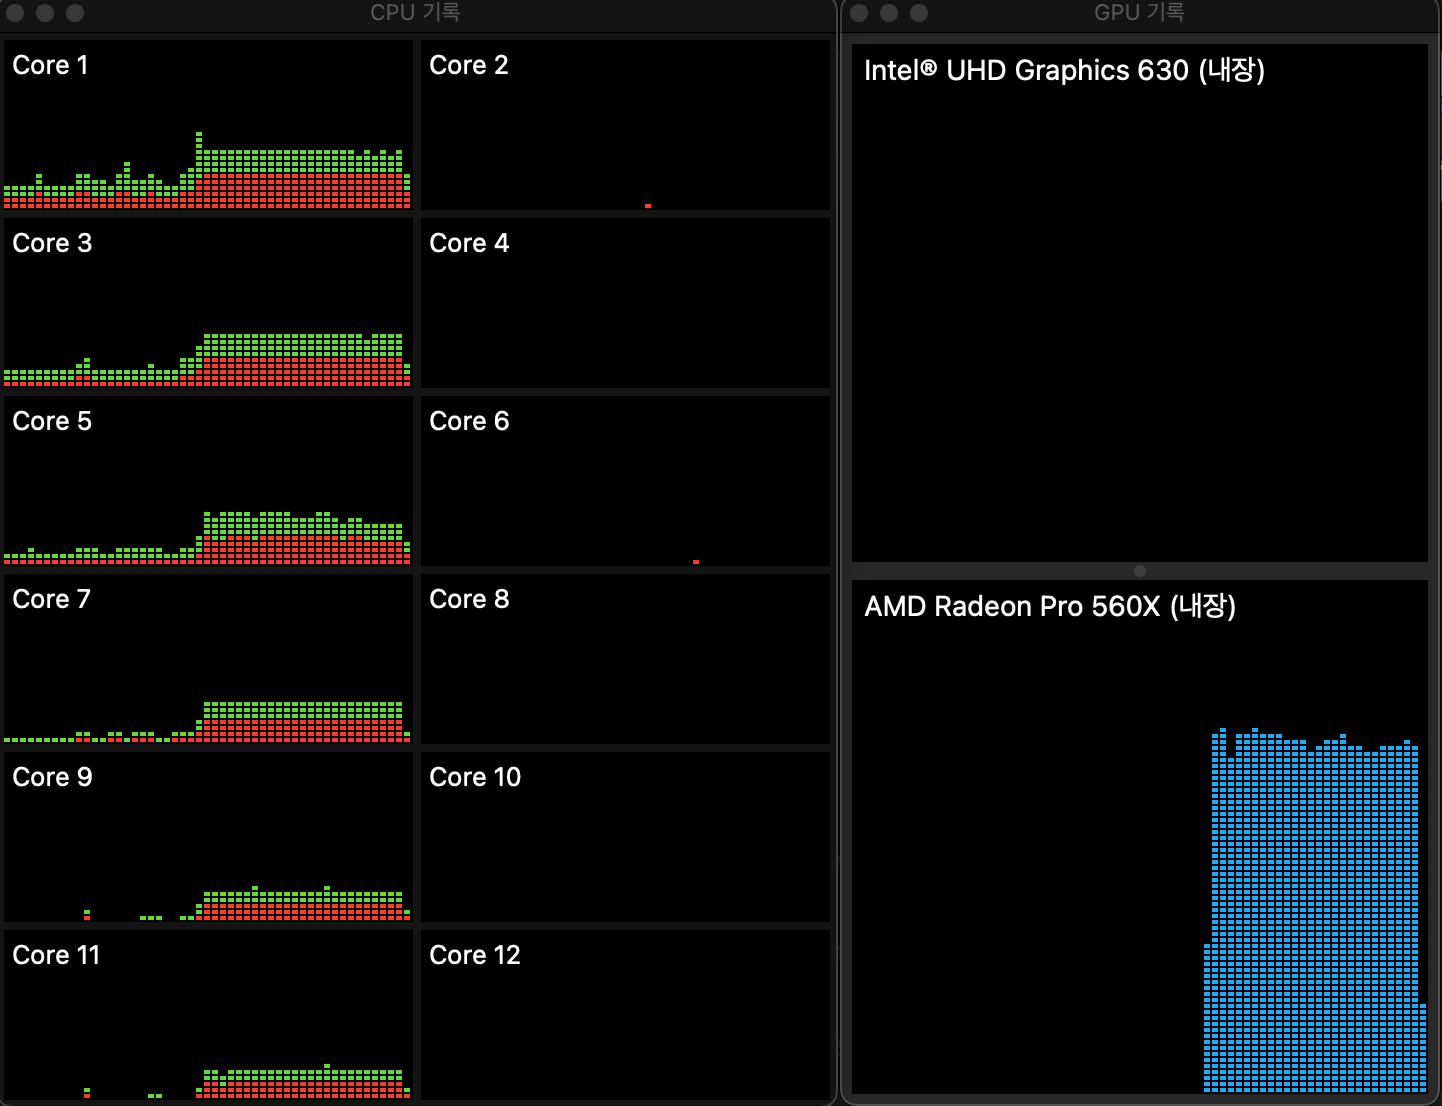 CPU 기록
Core 1
Core 2
Core 3
Core 4
Core 5
Core 6
Core 7
Core 8
Core 9
Core 10
Core 11
Core 12
GPU 기록
Intel® UHD Graphics 630 (내장)
AMD Radeon Pro 560X (내장)